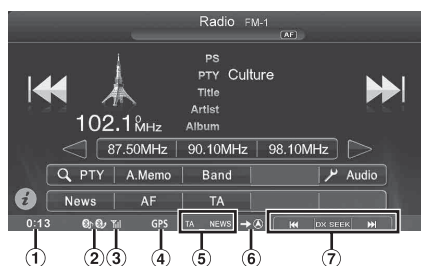 Radio FM-1
AF
PS
PTY Culture
Title
Artist
102.1 MHz Album
87.50MHz 90.10MHz 98.10MHz
PTY A.Memo Band Audio
News AF TA
i
0:13 GPS TA NEWS A DX SEEK
1 2 3 4 5 6 7